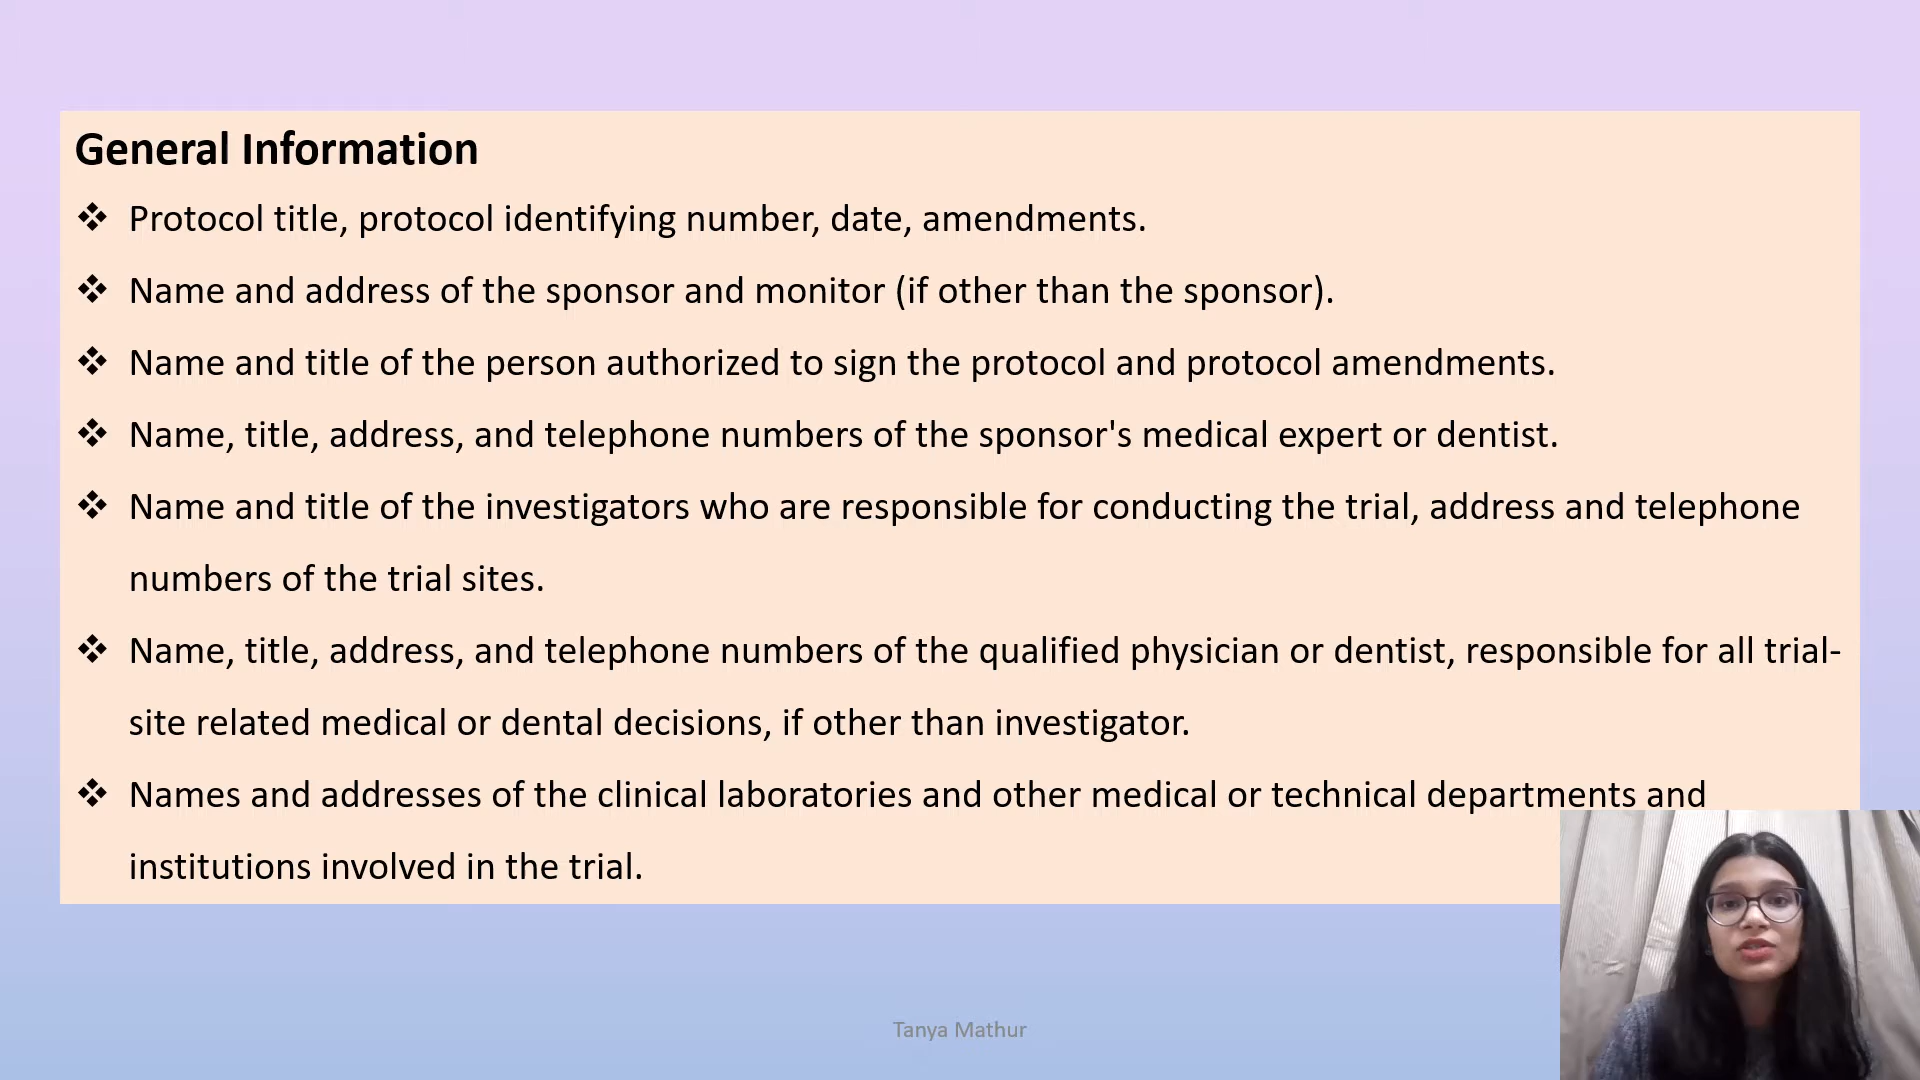 General Information
❖ Protocol title, protocol identifying number, date, amendments.
❖ Name and address of the sponsor and monitor (if other than the sponsor).
❖ Name and title of the person authorized to sign the protocol and protocol amendments.
❖ Name, title, address, and telephone numbers of the sponsor's medical expert or dentist.
❖ Name and title of the investigators who are responsible for conducting the trial, address and telephone
numbers of the trial sites.
❖ Name, title, address, and telephone numbers of the qualified physician or dentist, responsible for all trial-
site related medical or dental decisions, if other than investigator.
❖ Names and addresses of the clinical laboratories and other medical or technical departments and
institutions involved in the trial.
Tanya Mathur